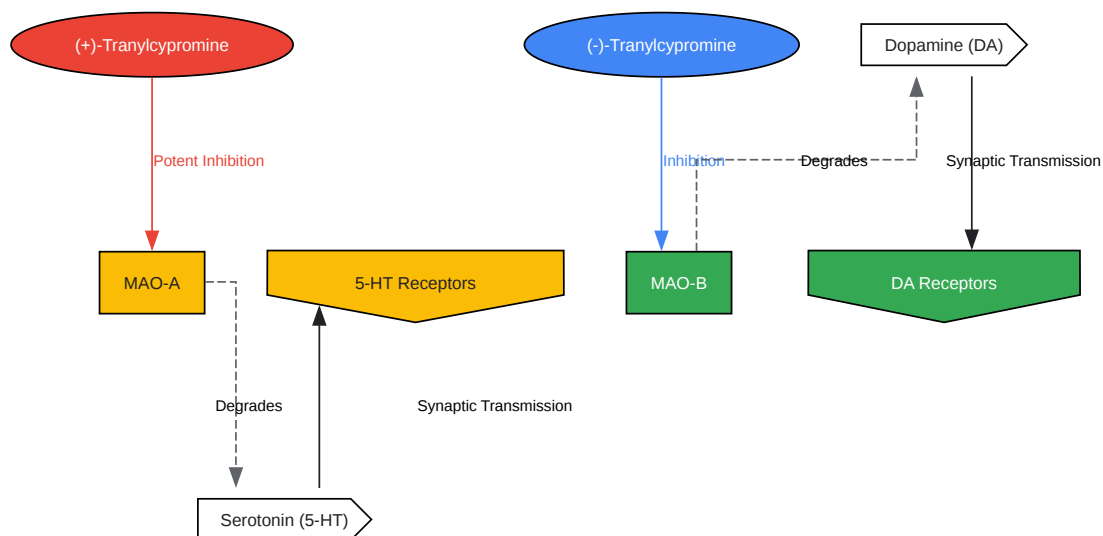 (+)-Tranylcypromine
(-)-Tranylcypromine
Dopamine (DA)
Potent Inhibition
Inhibition
Degrades
Synaptic Transmission
MAO-A
5-HT Receptors
MAO-B
DA Receptors
Degrades
Synaptic Transmission
Serotonin (5-HT)